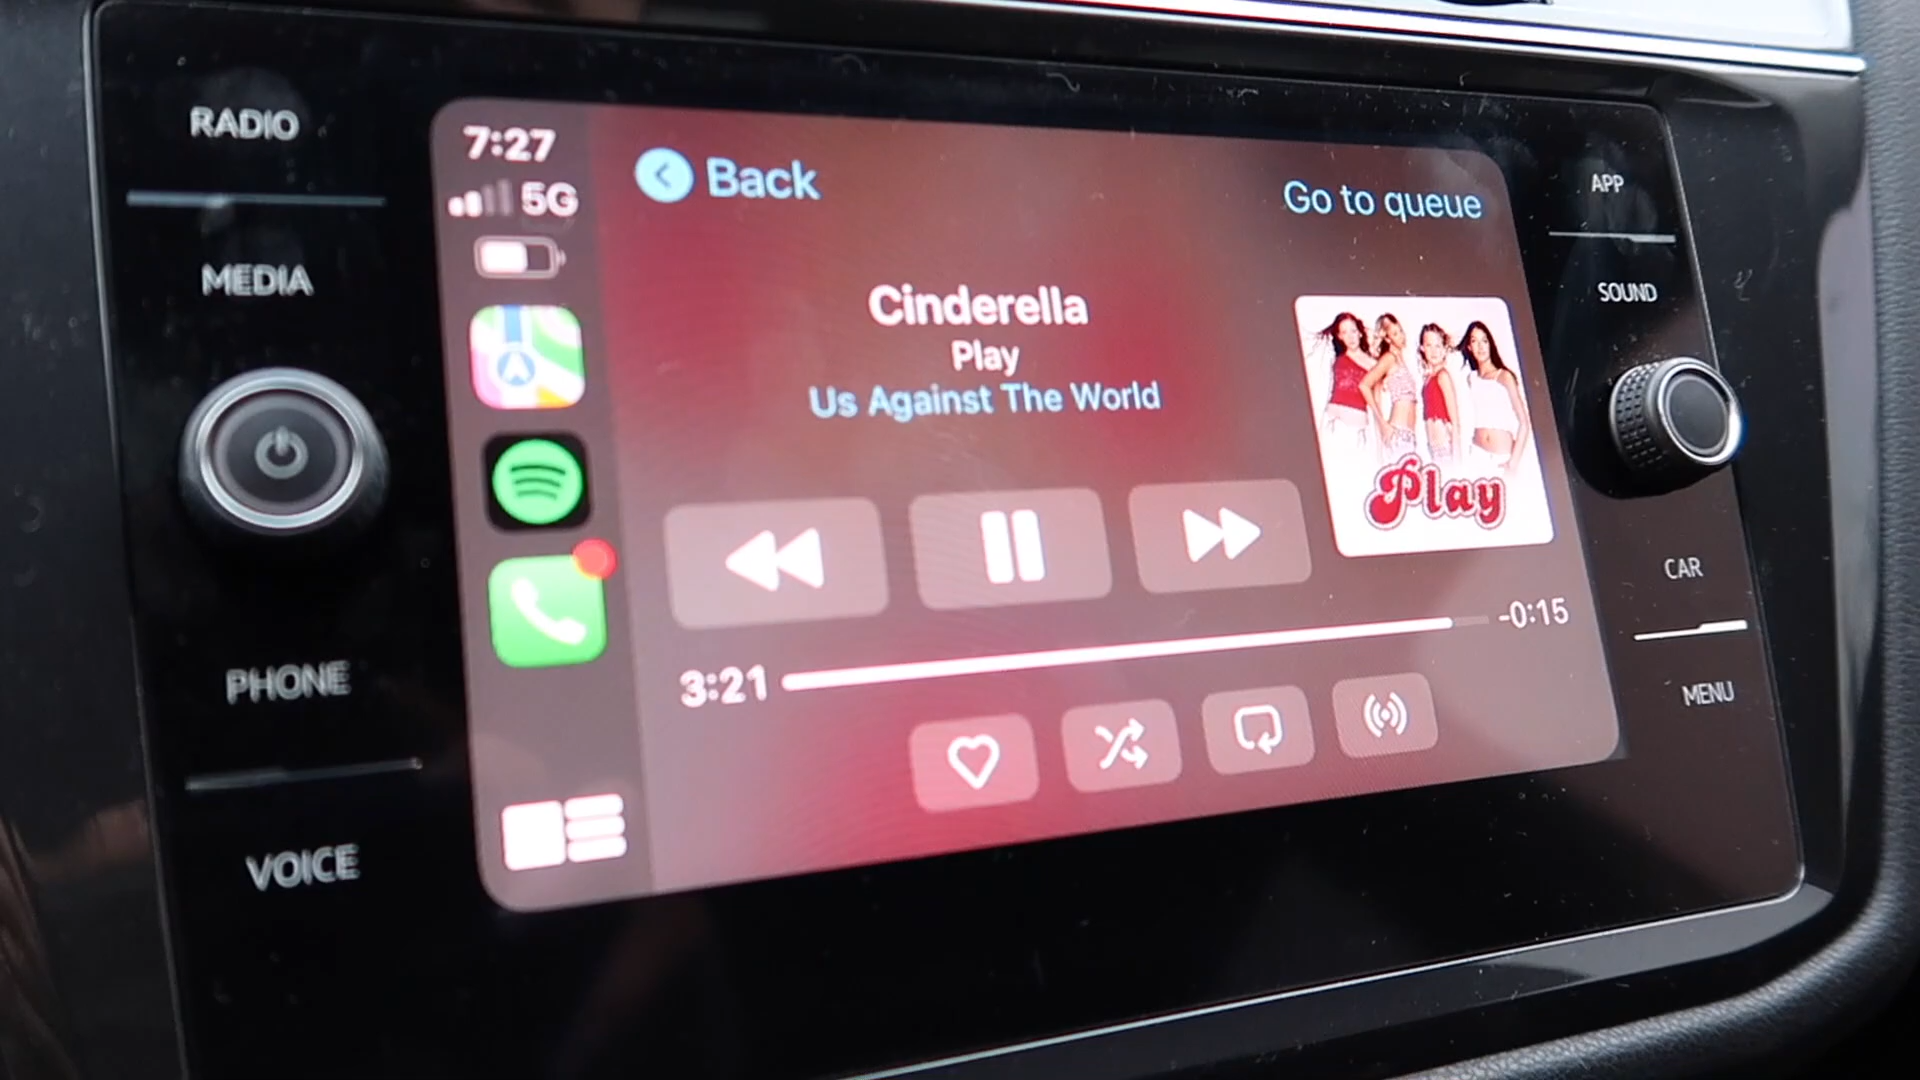 RADIO
MEDIA
PHONE
VOICE
7:27
5G
Back
Go to queue
Cinderella
Play
Us Against The World
Play
3:21
-0:15
APP
SOUND
CAR
MENU